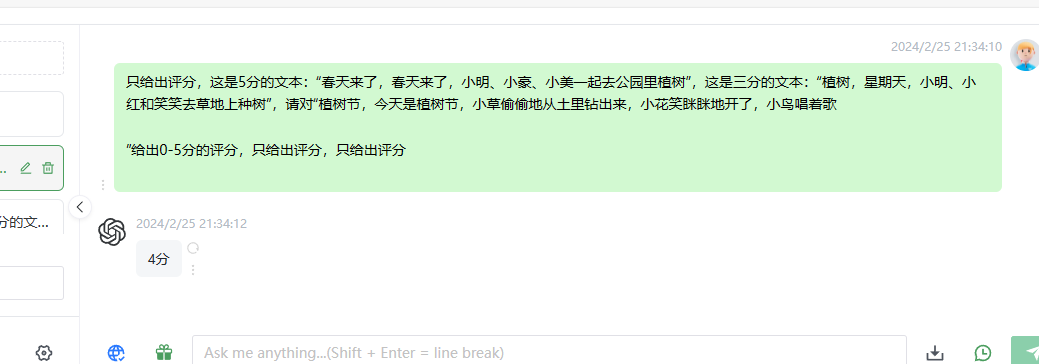 2024/2/25 21:34:10
只给出评分，这是5分的文本：“春天来了，春天来了，小明、小豪、小美一起去公园里植树”，这是三分的文本：“植树，星期天，小明、小
红和笑笑去草地上种树”，请对“植树节，今天是植树节，小草偷偷地从土里钻出来，小花笑眯眯地开了，小鸟唱着歌
”给出0-5分的评分，只给出评分，只给出评分
...
分的文...
2024/2/25 21:34:12
4分
Ask me anything...(Shift + Enter = line break)